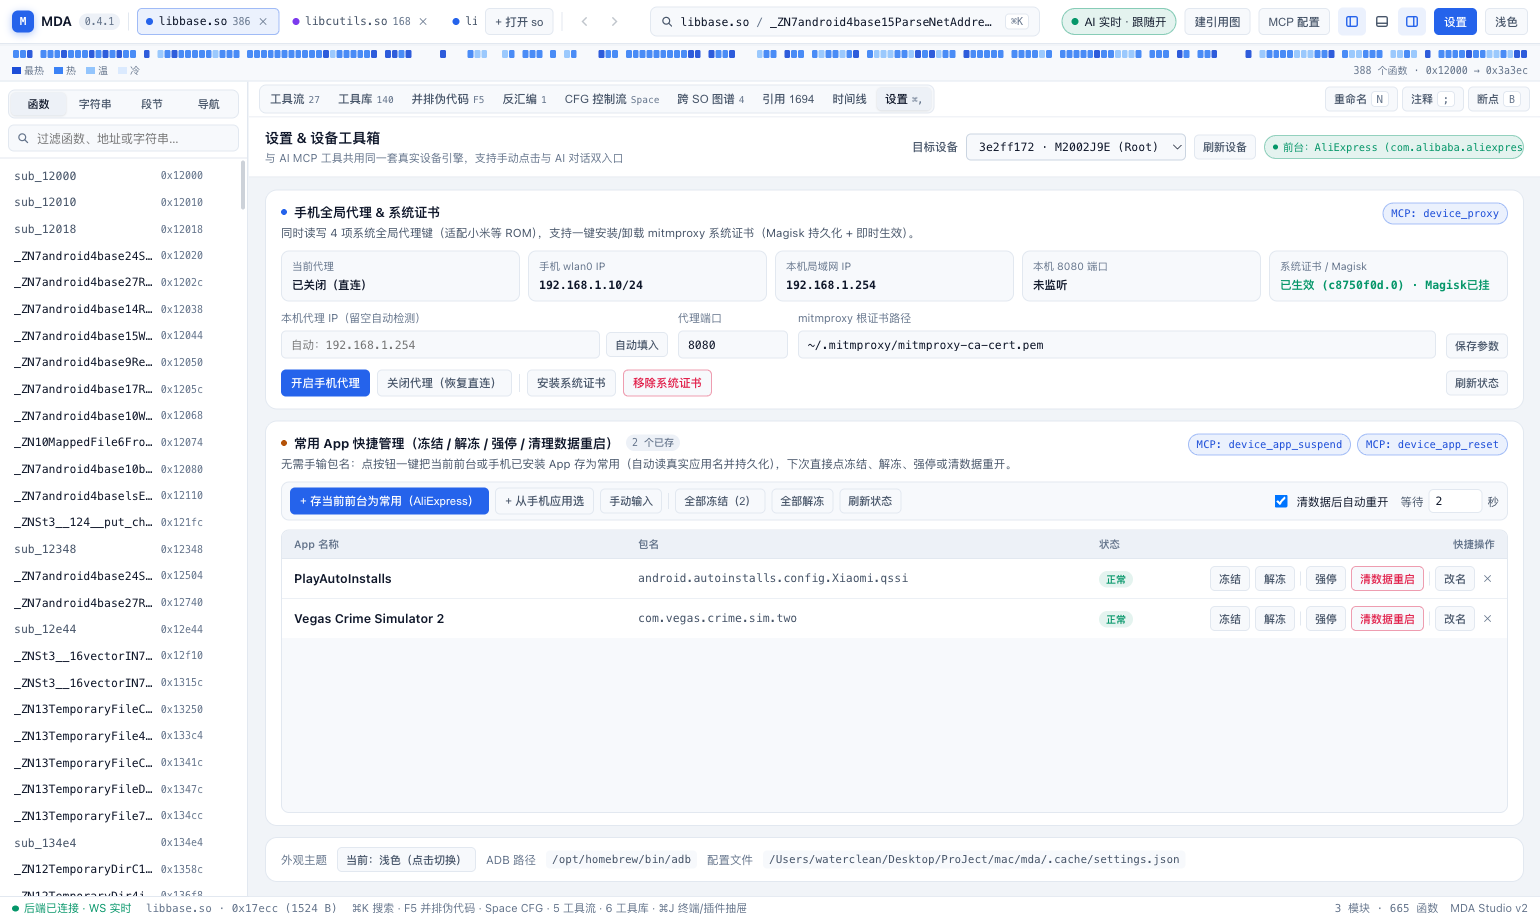 M MDA 0.4.1 libbase.so 386 × libcutils.so 168 × li + 打开 so libbase.so / _ZN7android4base15ParseNetAddre… ⌘K AI 实时 · 跟随开 建引用图 MCP 配置 设置 浅色
最热 热 温 冷 388 个函数 · 0x12000 → 0x3a3ec
函数 字符串 段节 导航
工具流 27 工具库 140 并排伪代码 F5 反汇编 1 CFG 控制流 Space 跨 SO 图谱 4 引用 1694 时间线 设置 ⌘, 重命名 N 注释 ; 断点 B
过滤函数、地址或字符串…
sub_12000 0x12000
sub_12010 0x12010
sub_12018 0x12018
_ZN7android4base24S… 0x12020
_ZN7android4base27R… 0x1202c
_ZN7android4base14R… 0x12038
_ZN7android4base15W… 0x12044
_ZN7android4base9Re… 0x12050
_ZN7android4base17R… 0x1205c
_ZN7android4base10W… 0x12068
_ZN10MappedFile6Fro… 0x12074
_ZN7android4base10b… 0x12080
_ZN7android4baselsE… 0x12110
_ZNSt3__124__put_ch… 0x121fc
sub_12348 0x12348
_ZN7android4base24S… 0x12504
_ZN7android4base27R… 0x12740
sub_12e44 0x12e44
_ZNSt3__16vectorIN7… 0x12f10
_ZNSt3__16vectorIN7… 0x1315c
_ZN13TemporaryFileC… 0x13250
_ZN13TemporaryFile4… 0x133c4
_ZN13TemporaryFileC… 0x1341c
_ZN13TemporaryFileD… 0x1347c
_ZN13TemporaryFile7… 0x134cc
sub_134e4 0x134e4
_ZN12TemporaryDirC1… 0x1358c
_ZN12TemporaryDir4i… 0x136f8
设置 & 设备工具箱
与 AI MCP 工具共用同一套真实设备引擎，支持手动点击与 AI 对话双入口
目标设备 3e2ff172 · M2002J9E (Root) 刷新设备 前台: AliExpress (com.alibaba.aliexpres
手机全局代理 & 系统证书 MCP: device_proxy
同时读写 4 项系统全局代理键（适配小米等 ROM），支持一键安装/卸载 mitmproxy 系统证书（Magisk 持久化 + 即时生效）。
当前代理 手机 wlan0 IP 本机局域网 IP 本机 8080 端口 系统证书 / Magisk
已关闭（直连） 192.168.1.10/24 192.168.1.254 未监听 已生效 (c8750f0d.0) · Magisk已挂
本机代理 IP（留空自动检测） 代理端口 mitmproxy 根证书路径
自动: 192.168.1.254 自动填入 8080 ~/.mitmproxy/mitmproxy-ca-cert.pem 保存参数
开启手机代理 关闭代理（恢复直连） 安装系统证书 移除系统证书 刷新状态
常用 App 快捷管理（冻结 / 解冻 / 强停 / 清理数据重启） 2 个已存 MCP: device_app_suspend MCP: device_app_reset
无需手输包名：点按钮一键把当前前台或手机已安装 App 存为常用（自动读真实应用名并持久化），下次直接点冻结、解冻、强停或清数据重开。
+ 存当前前台为常用（AliExpress） + 从手机应用选 手动输入 全部冻结（2） 全部解冻 刷新状态 清数据后自动重开 等待 2 秒
App 名称 包名 状态 快捷操作
PlayAutoInstalls android.autoinstalls.config.Xiaomi.qssi 正常 冻结 解冻 强停 清数据重启 改名 ×
Vegas Crime Simulator 2 com.vegas.crime.sim.two 正常 冻结 解冻 强停 清数据重启 改名 ×
外观主题 当前：浅色（点击切换） ADB 路径 /opt/homebrew/bin/adb 配置文件 /Users/waterclean/Desktop/ProJect/mac/mda/.cache/settings.json
后端已连接 · WS 实时 libbase.so · 0x17ecc (1524 B) ⌘K 搜索 · F5 并排伪代码 · Space CFG · 5 工具流 · 6 工具库 · ⌘J 终端/插件抽屉 3 模块 · 665 函数 MDA Studio v2